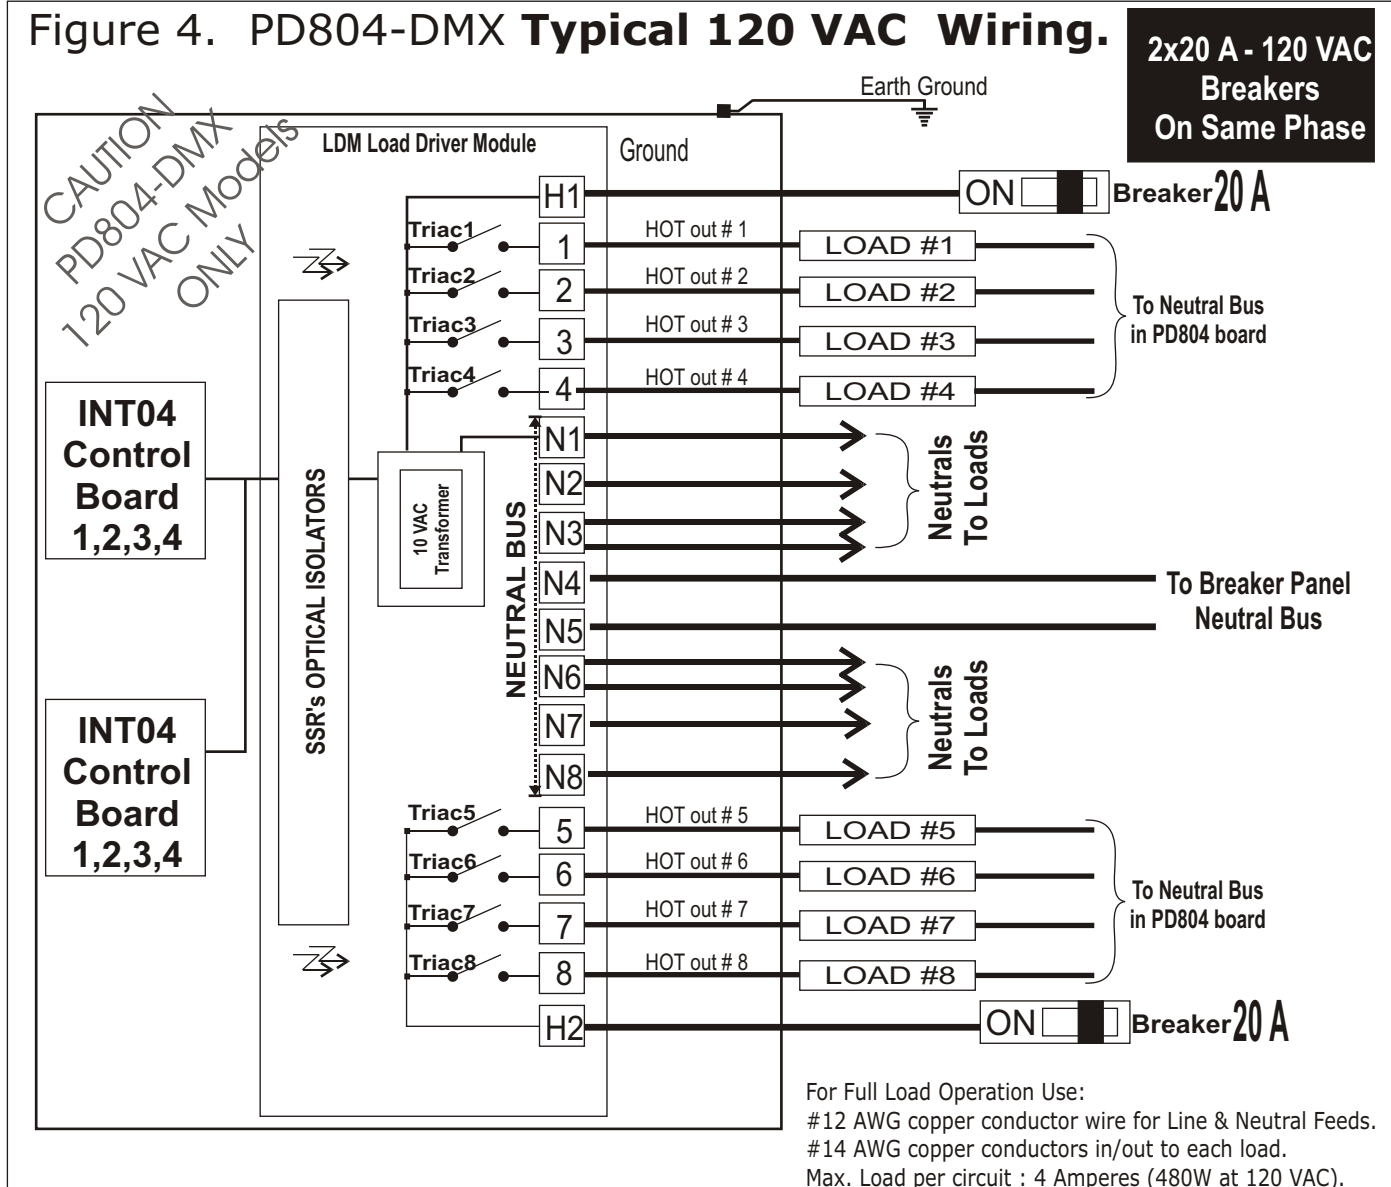 Figure 4. PD804-DMX Typical 120 VAC Wiring.
2x20 A - 120 VAC
Breakers
On Same Phase
Earth Ground
CAUTION
PD804-DMX
120 VAC Models
ONLY
LDM Load Driver Module
Ground
H1
ON
Breaker 20 A
Triac1
1
HOT out # 1
LOAD #1
Triac2
2
HOT out # 2
LOAD #2
Triac3
3
HOT out # 3
LOAD #3
Triac4
4
HOT out # 4
LOAD #4
To Neutral Bus
in PD804 board
INT04
Control
Board
1,2,3,4
SSR's OPTICAL ISOLATORS
10 VAC
Transformer
NEUTRAL BUS
N1
N2
N3
N4
N5
N6
N7
N8
Neutrals
To Loads
To Breaker Panel
Neutral Bus
Neutrals
To Loads
INT04
Control
Board
1,2,3,4
Triac5
5
HOT out # 5
LOAD #5
Triac6
6
HOT out # 6
LOAD #6
Triac7
7
HOT out # 7
LOAD #7
Triac8
8
HOT out # 8
LOAD #8
To Neutral Bus
in PD804 board
H2
ON
Breaker 20 A
For Full Load Operation Use:
#12 AWG copper conductor wire for Line & Neutral Feeds.
#14 AWG copper conductors in/out to each load.
Max. Load per circuit : 4 Amperes (480W at 120 VAC).